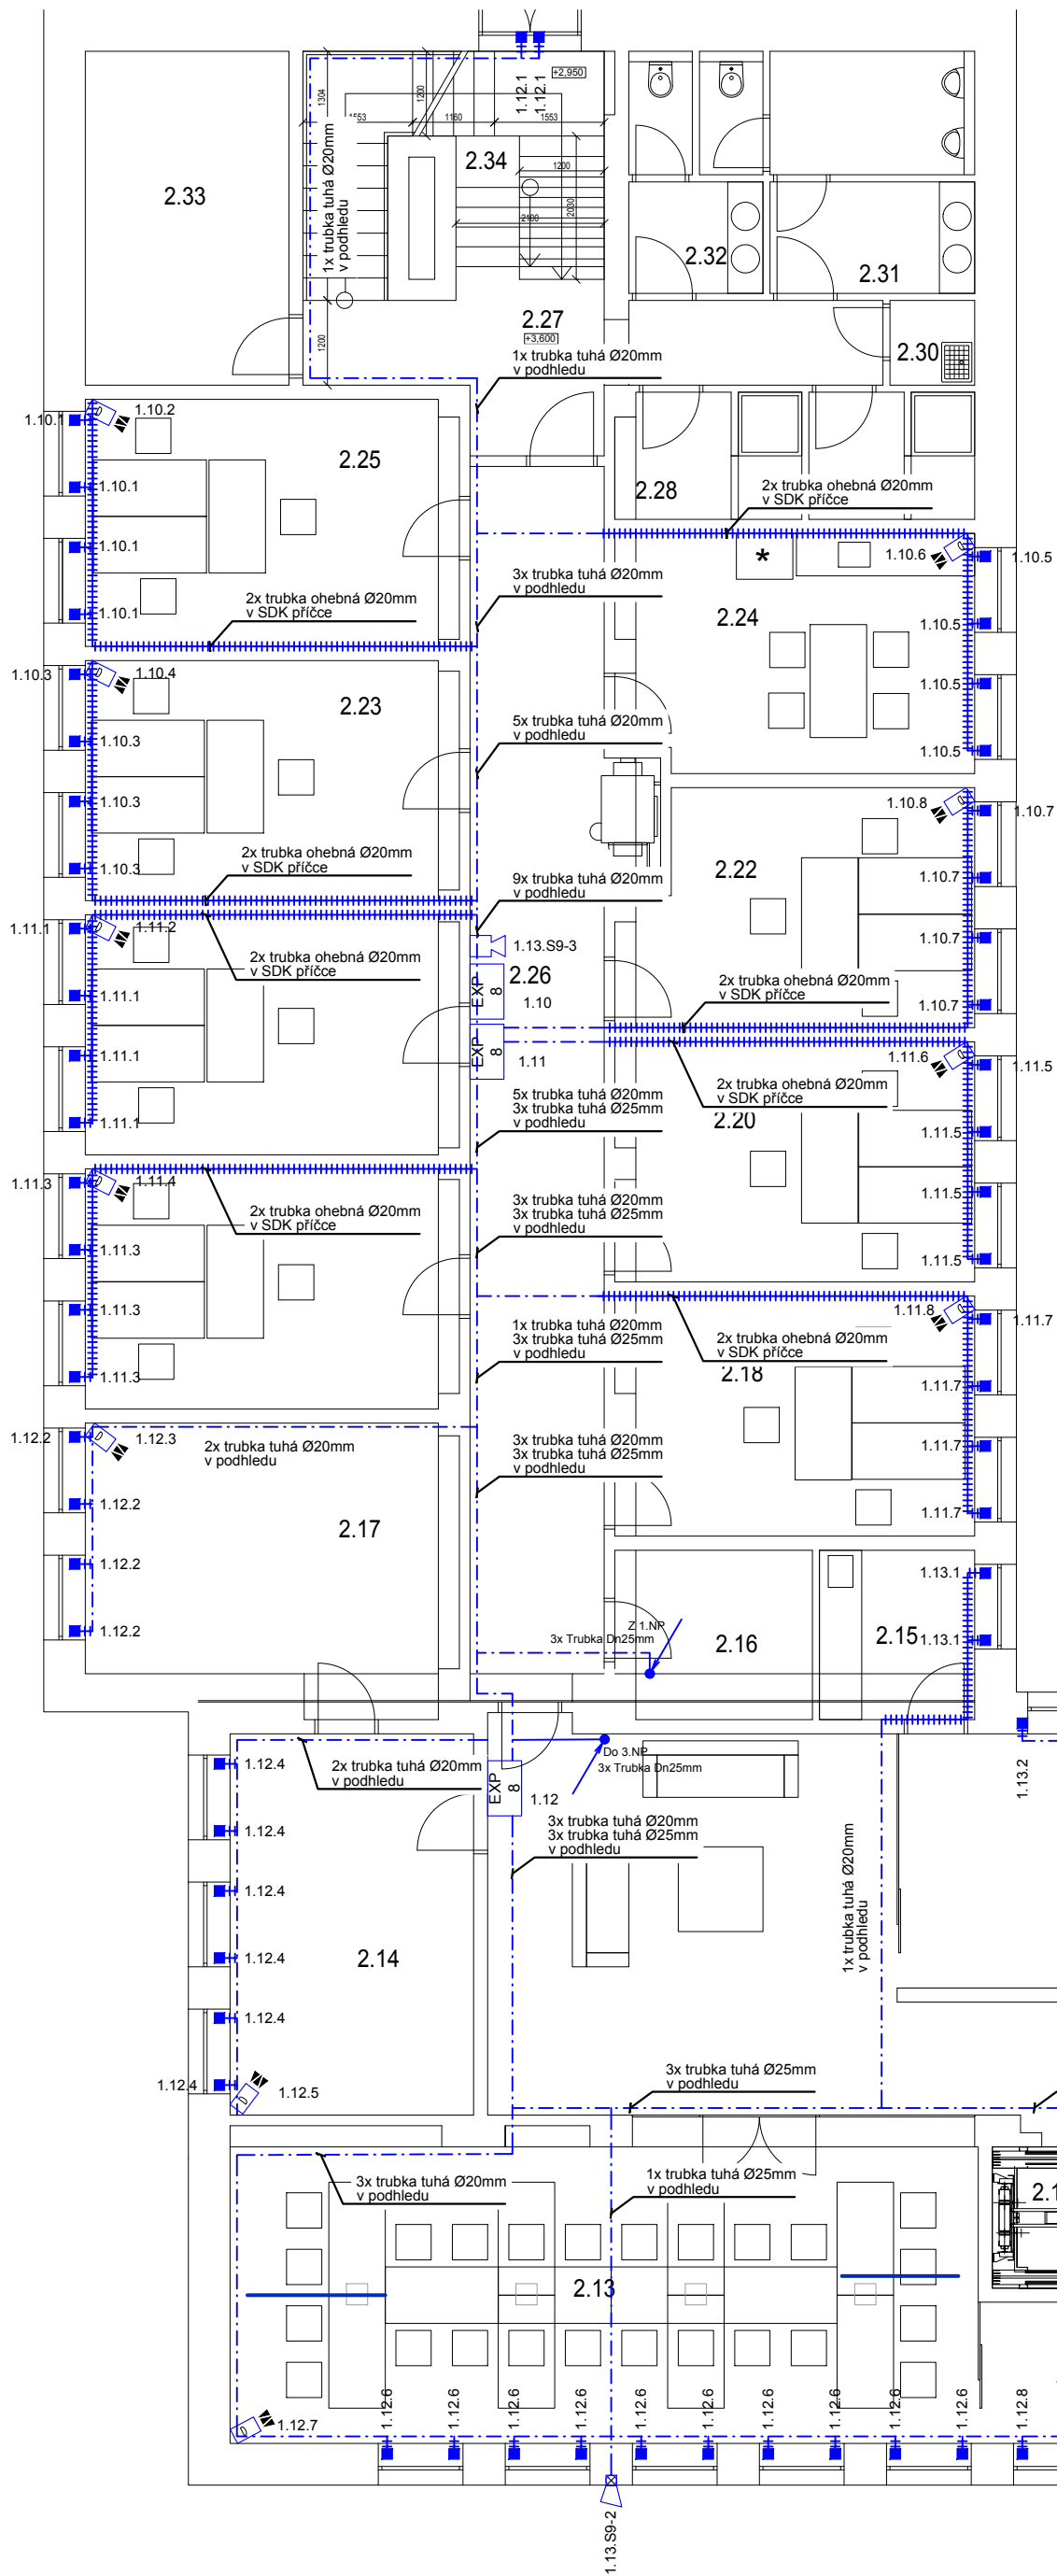 1.12.1
1.12.1
+2,950
1304
1200
1553
1160
1553
2.34
1200
2030
2100
2.33
1x trubka tuhá Ø20mm
v podhledu
1200
2.32
2.31
2.27
+3,600
2.30
1x trubka tuhá Ø20mm
v podhledu
1.10.1
1.10.2
2.25
1.10.1
1.10.1
1.10.1
2.28
2x trubka ohebná Ø20mm
v SDK příčce
*
1.10.6
1.10.5
3x trubka tuhá Ø20mm
v podhledu
2x trubka ohebná Ø20mm
v SDK příčce
2.24
1.10.5
1.10.5
1.10.5
1.10.3
1.10.4
2.23
1.10.3
1.10.3
1.10.3
5x trubka tuhá Ø20mm
v podhledu
1.10.8
1.10.7
2x trubka ohebná Ø20mm
v SDK příčce
9x trubka tuhá Ø20mm
v podhledu
2.22
1.10.7
1.10.7
1.10.7
1.11.1
1.11.2
2x trubka ohebná Ø20mm
v SDK příčce
1.13.S9-3
2.26
EXP
8
1.10
2x trubka ohebná Ø20mm
v SDK příčce
1.11.1
1.11.1
1.11.1
EXP
8
1.11
1.11.6
1.11.5
5x trubka tuhá Ø20mm
3x trubka tuhá Ø25mm
v podhledu
2x trubka ohebná Ø20mm
v SDK příčce
2.20
1.11.5
1.11.5
1.11.5
1.11.3
1.11.4
2x trubka ohebná Ø20mm
v SDK příčce
3x trubka tuhá Ø20mm
3x trubka tuhá Ø25mm
v podhledu
1.11.3
1.11.3
1.11.3
1.11.8
1.11.7
1x trubka tuhá Ø20mm
3x trubka tuhá Ø25mm
v podhledu
2x trubka ohebná Ø20mm
v SDK příčce
2.18
1.11.7
1.11.7
1.11.7
1.12.2
1.12.3
2x trubka tuhá Ø20mm
v podhledu
3x trubka tuhá Ø20mm
3x trubka tuhá Ø25mm
v podhledu
1.12.2
2.17
1.12.2
1.12.2
1.13.1
Z 1.NP
3x Trubka Dn25mm
2.16
2.15
1.13.1
1.12.4
2x trubka tuhá Ø20mm
v podhledu
EXP
8
1.12
Do 3.NP
3x Trubka Dn25mm
1.13.2
1.12.4
3x trubka tuhá Ø20mm
3x trubka tuhá Ø25mm
v podhledu
1.12.4
1x trubka tuhá Ø20mm
v podhledu
1.12.4
2.14
1.12.4
1.12.4
1.12.5
3x trubka tuhá Ø25mm
v podhledu
3x trubka tuhá Ø20mm
v podhledu
1x trubka tuhá Ø25mm
v podhledu
2.1
2.13
1.12.7
1.12.6
1.12.6
1.12.6
1.12.6
1.12.6
1.12.6
1.12.6
1.12.6
1.12.6
1.12.6
1.12.8
1.13.S9-2